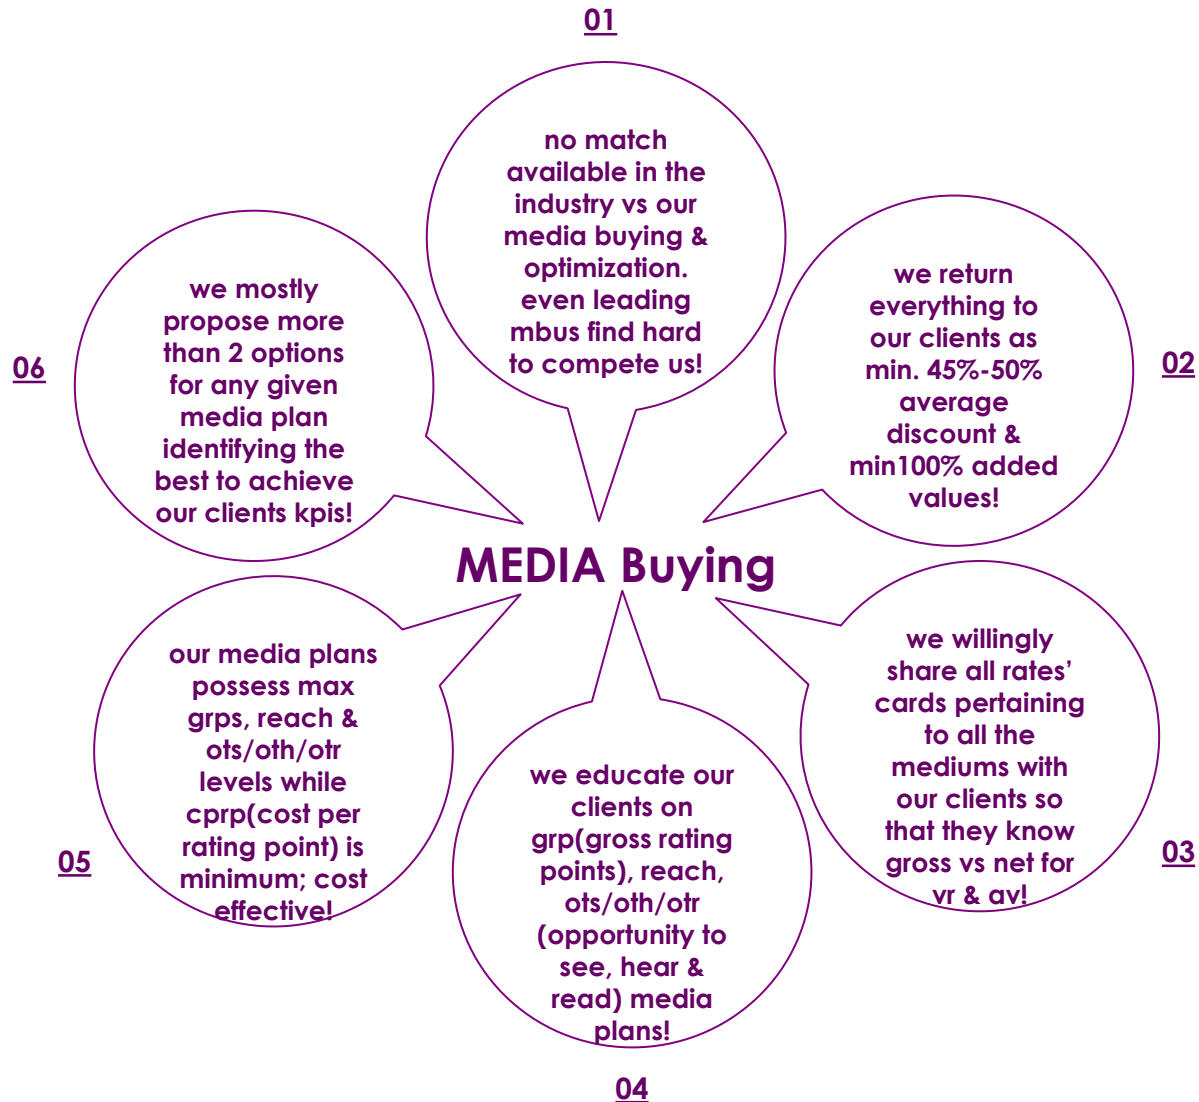 01
no match
available in the
industry vs our
media buying &
optimization.
even leading
mbus find hard
to compete us!
02
we return
everything to
our clients as
min. 45%-50%
average
discount &
min100% added
values!
03
we willingly
share all rates’
cards pertaining
to all the
mediums with
our clients so
that they know
gross vs net for
vr & av!
04
we educate our
clients on
grp(gross rating
points), reach,
ots/oth/otr
(opportunity to
see, hear &
read) media
plans!
05
our media plans
possess max
grps, reach &
ots/oth/otr
levels while
cprp(cost per
rating point) is
minimum; cost
effective!
06
we mostly
propose more
than 2 options
for any given
media plan
identifying the
best to achieve
our clients kpis!
MEDIA Buying